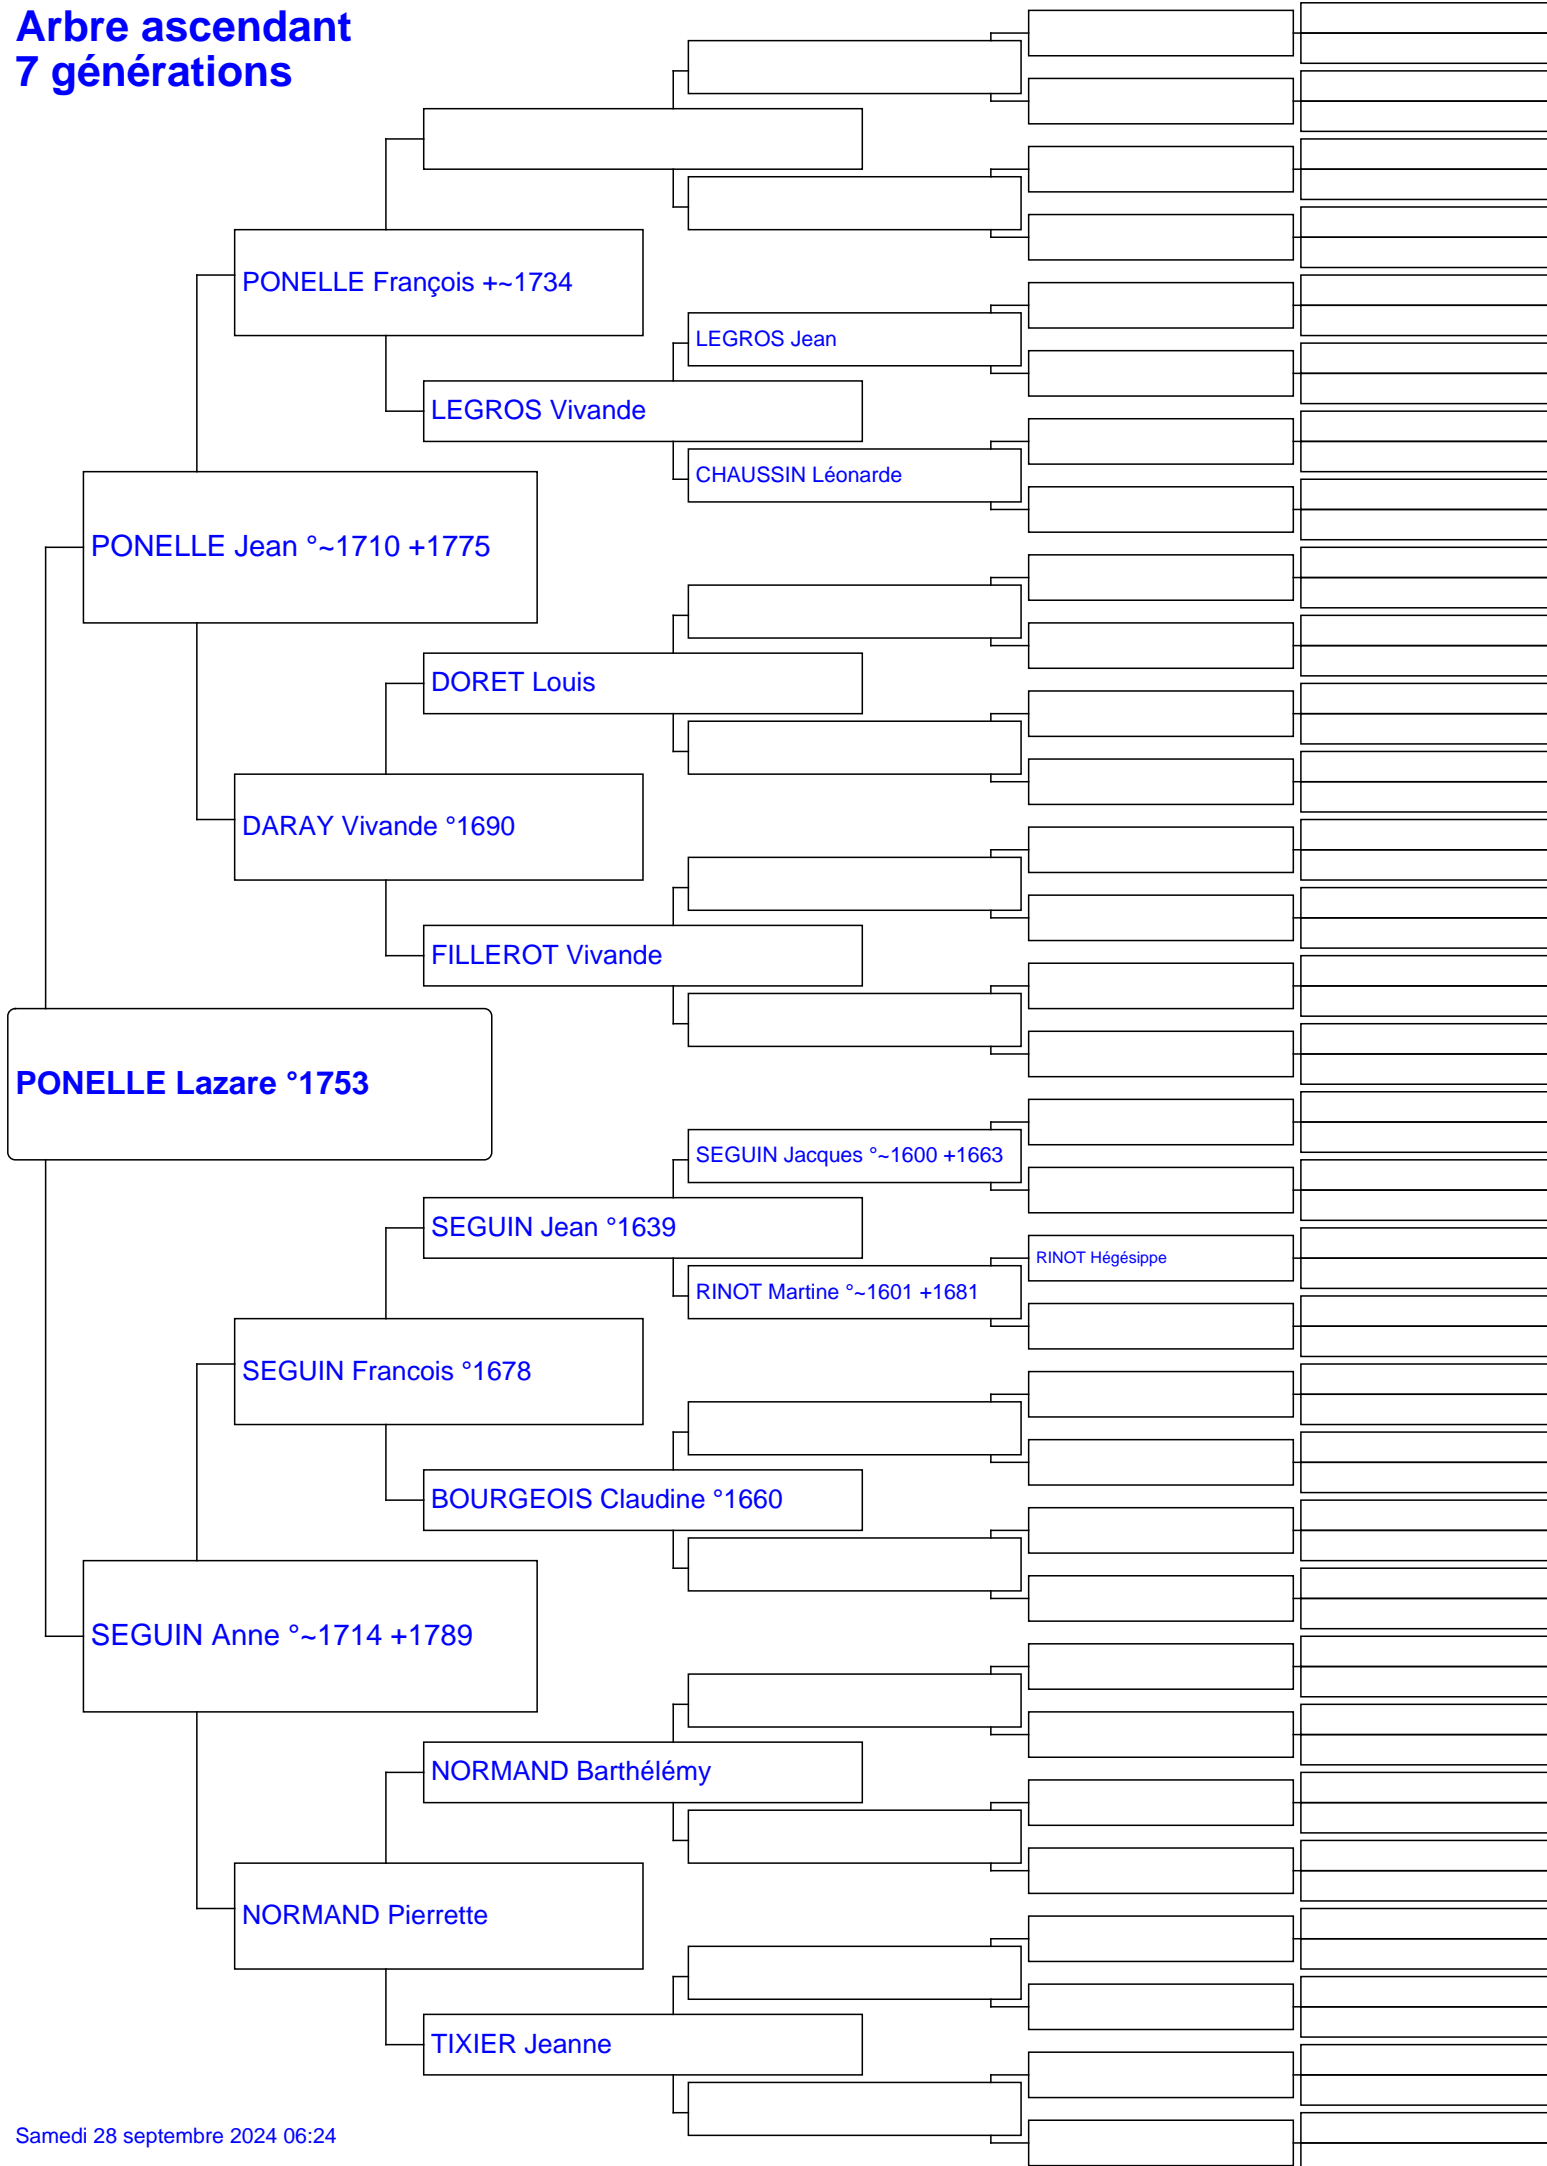 Arbre ascendant
7 générations
PONELLE François +~1734
LEGROS Jean
LEGROS Vivande
CHAUSSIN Léonarde
PONELLE Jean °~1710 +1775
DORET Louis
DARAY Vivande °1690
FILLEROT Vivande
PONELLE Lazare °1753
SEGUIN Jacques °~1600 +1663
SEGUIN Jean °1639
RINOT Hégésippe
RINOT Martine °~1601 +1681
SEGUIN Francois °1678
BOURGEOIS Claudine °1660
SEGUIN Anne °~1714 +1789
NORMAND Barthélémy
NORMAND Pierrette
TIXIER Jeanne
Samedi 28 septembre 2024 06:24